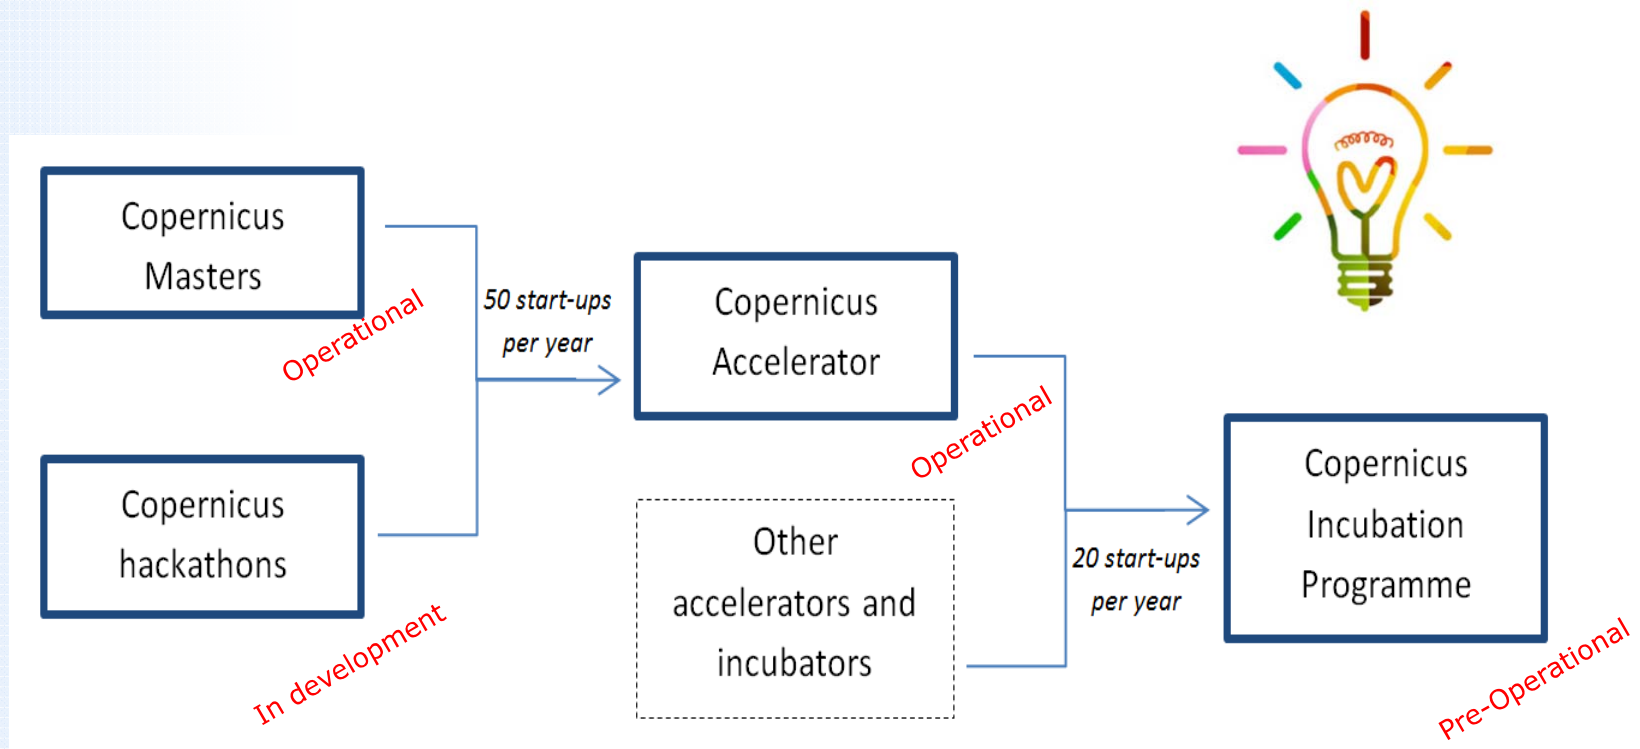 Copernicus
Masters
Operational
50 start-ups
per year
Copernicus
hackathons
In development
Copernicus
Accelerator
Operational
Other
accelerators and
incubators
20 start-ups
per year
Copernicus
Incubation
Programme
Pre-Operational